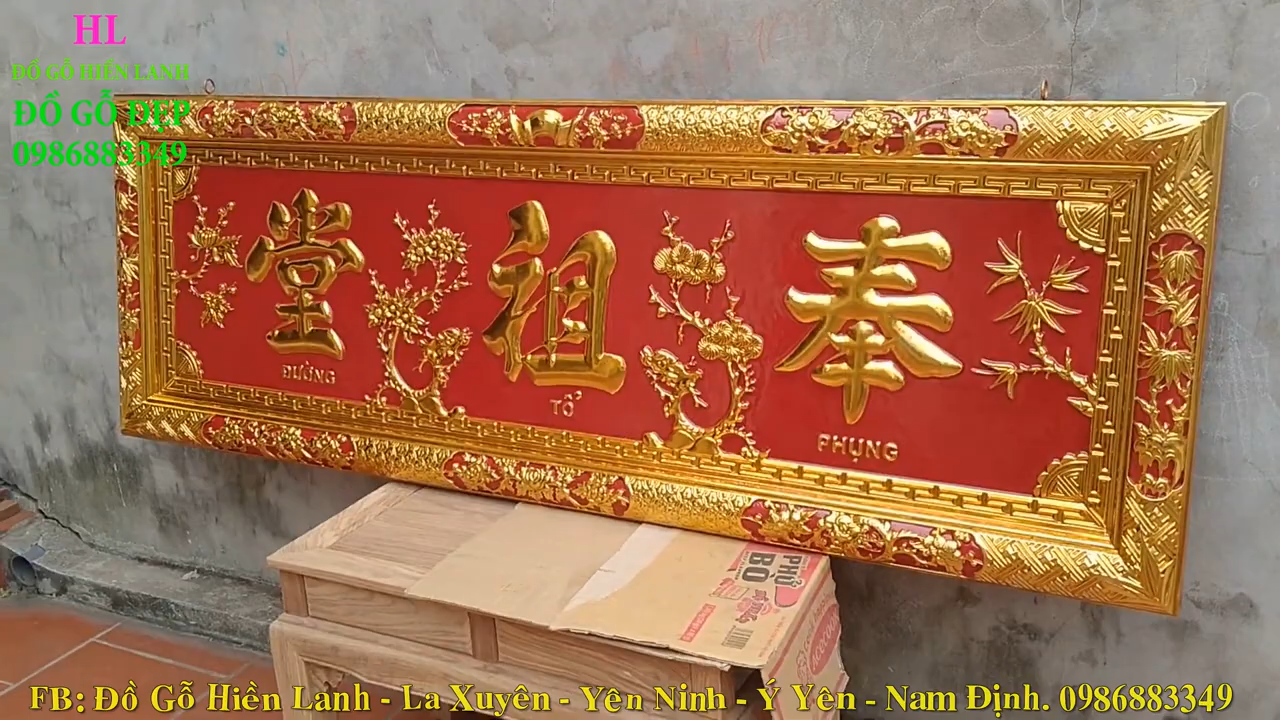 HL
ĐỒ GỖ HIỀN LANH
ĐỒ GỖ ĐẸP
0986883349
堂 祖 奉
ĐƯỜNG TỔ PHỤNG
PHỞ
BÒ
FB: Đồ Gỗ Hiền Lanh - La Xuyên - Yên Ninh - Ý Yên - Nam Định. 0986883349